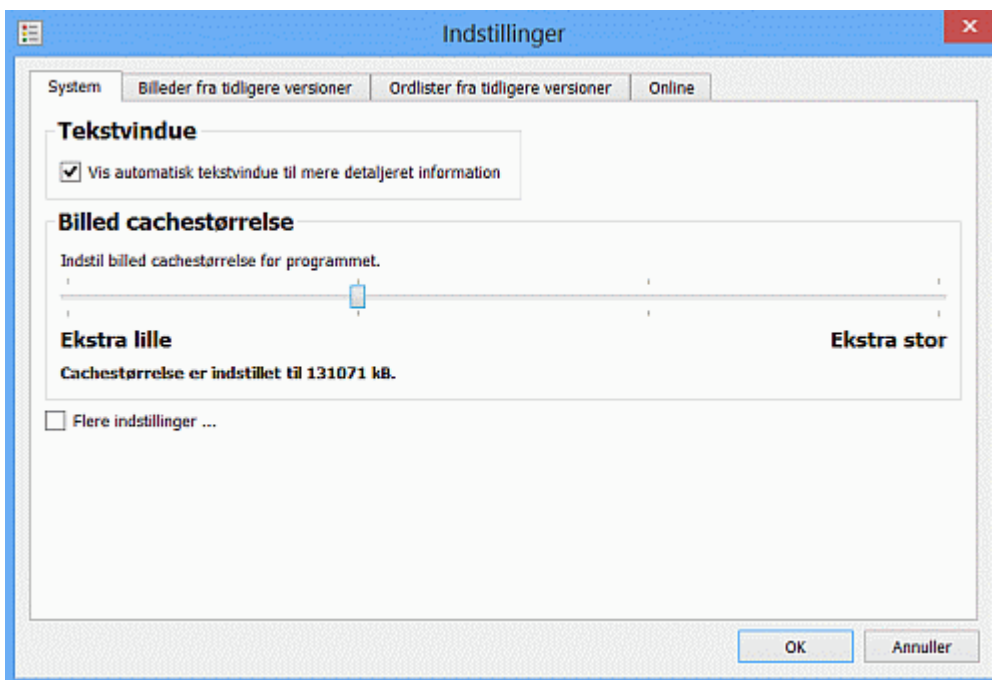 Indstillinger
System Billeder fra tidligere versioner Ordlister fra tidligere versioner Online
Tekstvindue
Vis automatisk tekstvindue til mere detaljeret information
Billed cachestørrelse
Indstil billed cachestørrelse for programmet.
Ekstra lille Ekstra stor
Cachestørrelse er indstillet til 131071 kB.
Flere indstillinger ...
OK Annuller